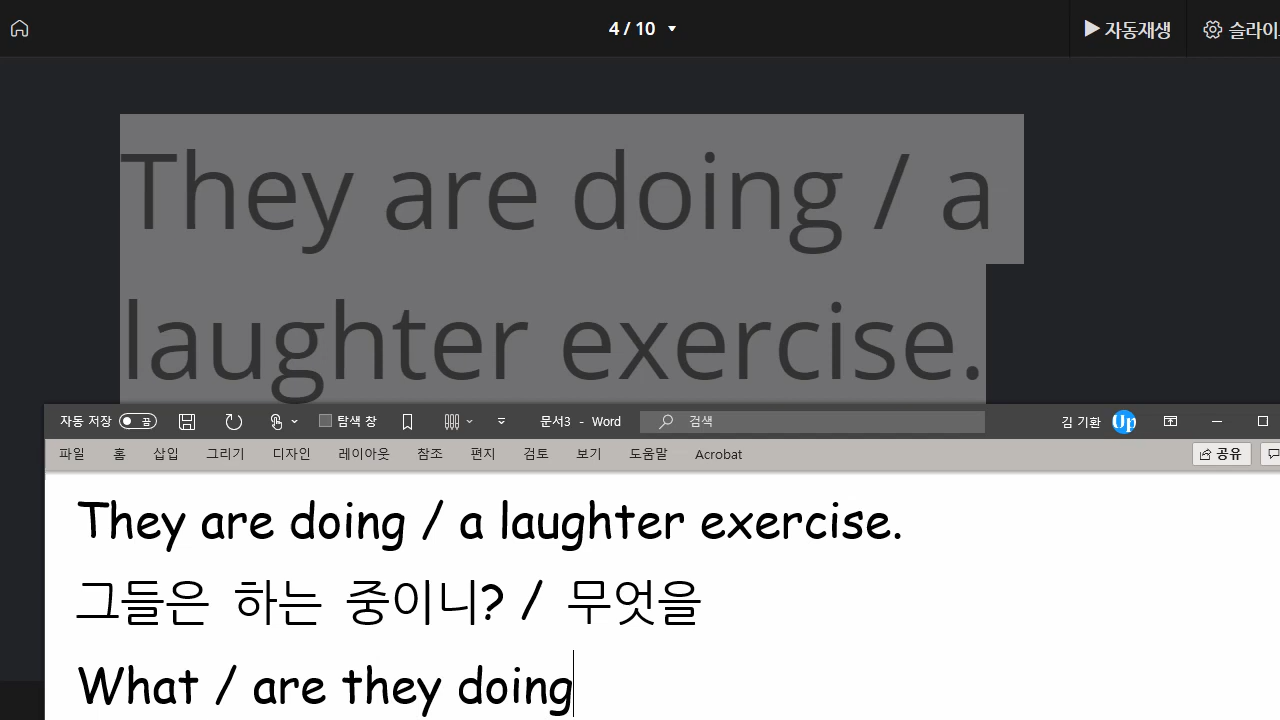 4 / 10
자동재생
They are doing / a
laughter exercise.
자동 저장 끔 탐색 창 문서3 - Word 검색 김 기환 Up
파일 홈 삽입 그리기 디자인 레이아웃 참조 편지 검토 보기 도움말 Acrobat 공유
They are doing / a laughter exercise.
그들은 하는 중이니? / 무엇을
What / are they doing